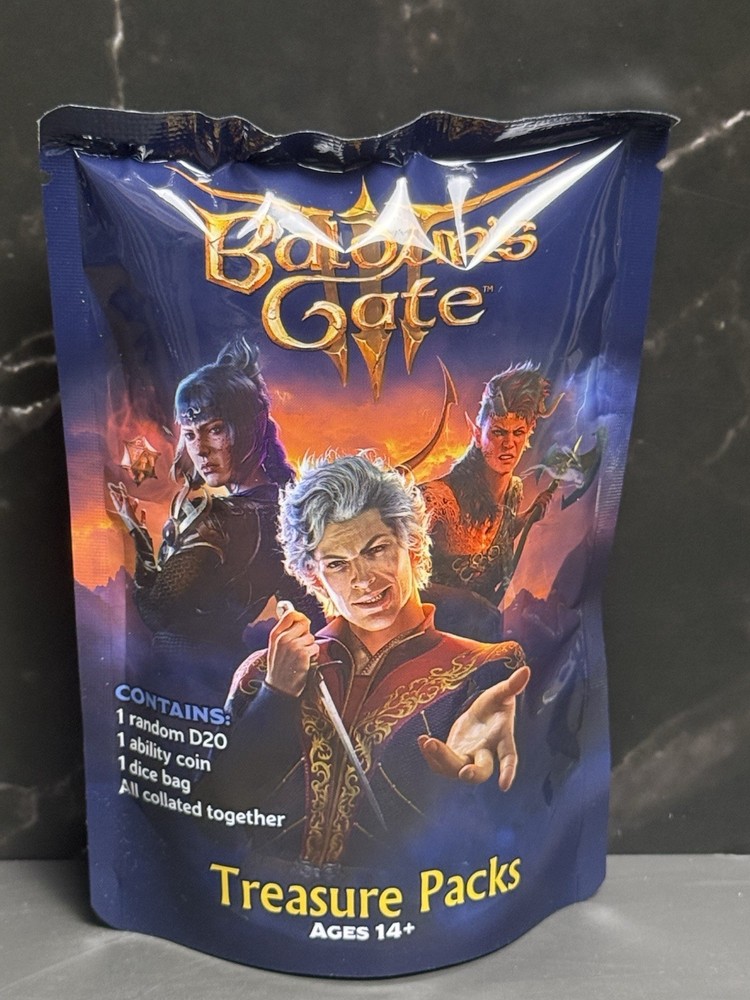 Baldur's
Gate™
III
CONTAINS:
1 random D20
1 ability coin
1 dice bag
All collated together
Treasure Packs
AGES 14+